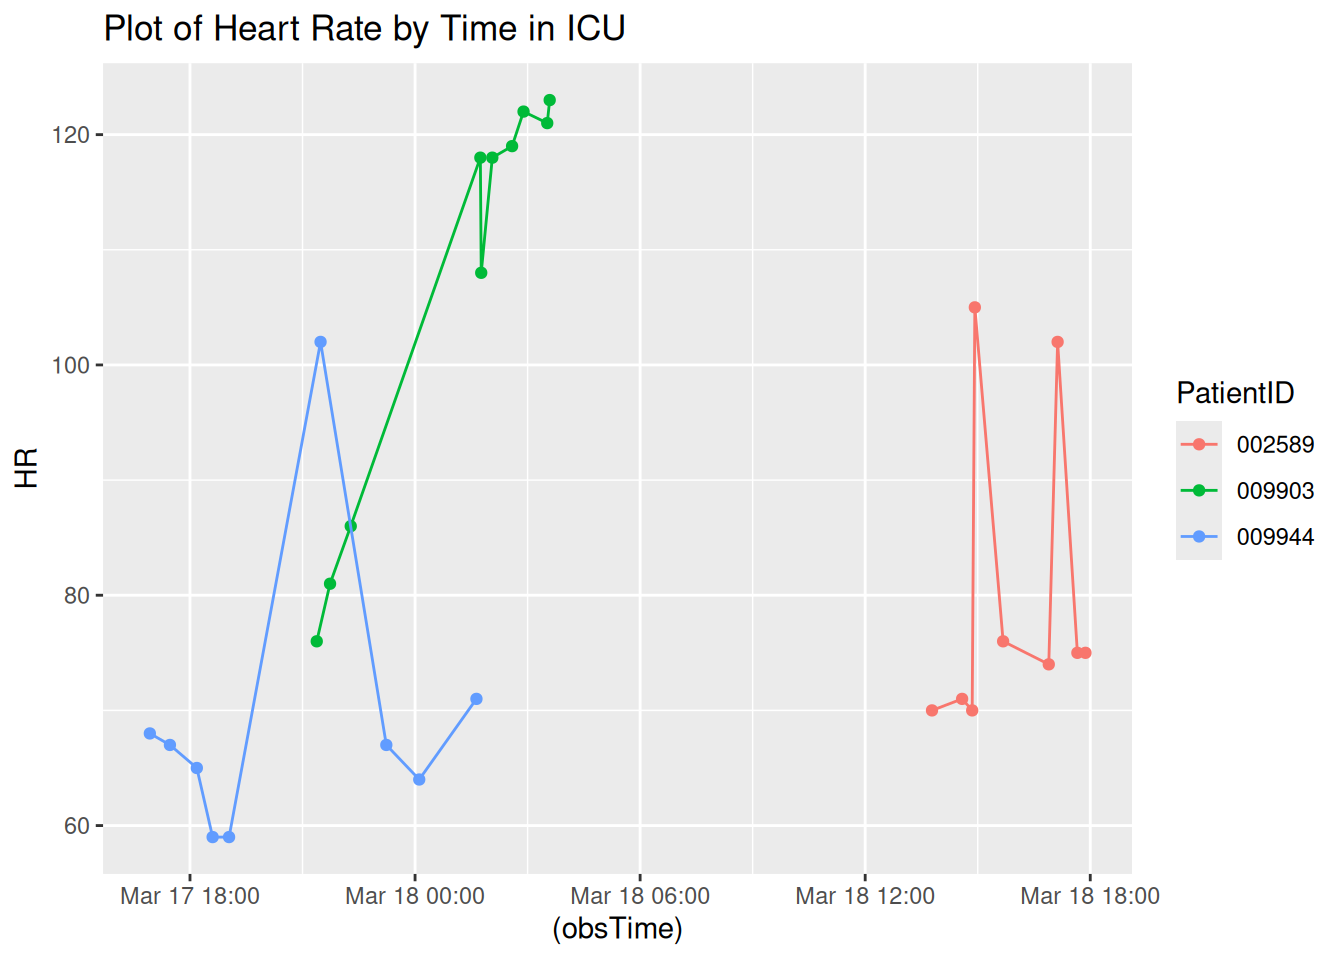 Plot of Heart Rate by Time in ICU
120
100
80
60
HR
Mar 17 18:00 Mar 18 00:00 Mar 18 06:00 Mar 18 12:00 Mar 18 18:00
(obsTime)
PatientID
002589
009903
009944